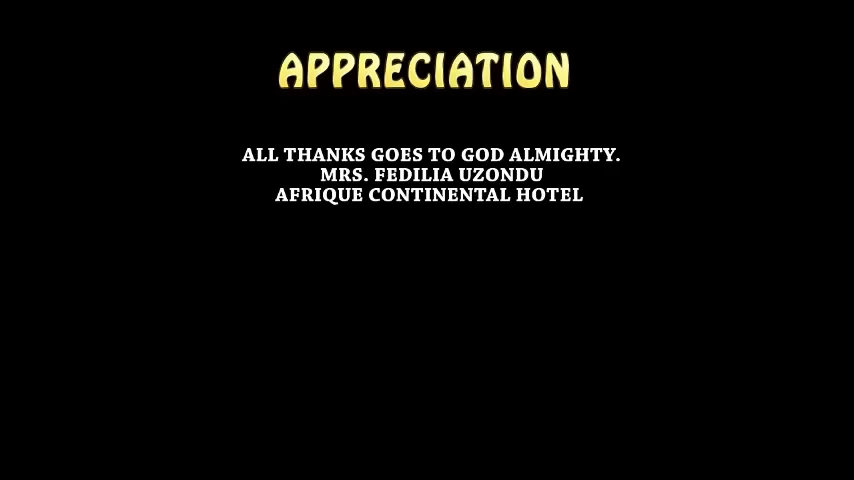 APPRECIATION
ALL THANKS GOES TO GOD ALMIGHTY.
MRS. FEDILIA UZONDU
AFRIQUE CONTINENTAL HOTEL